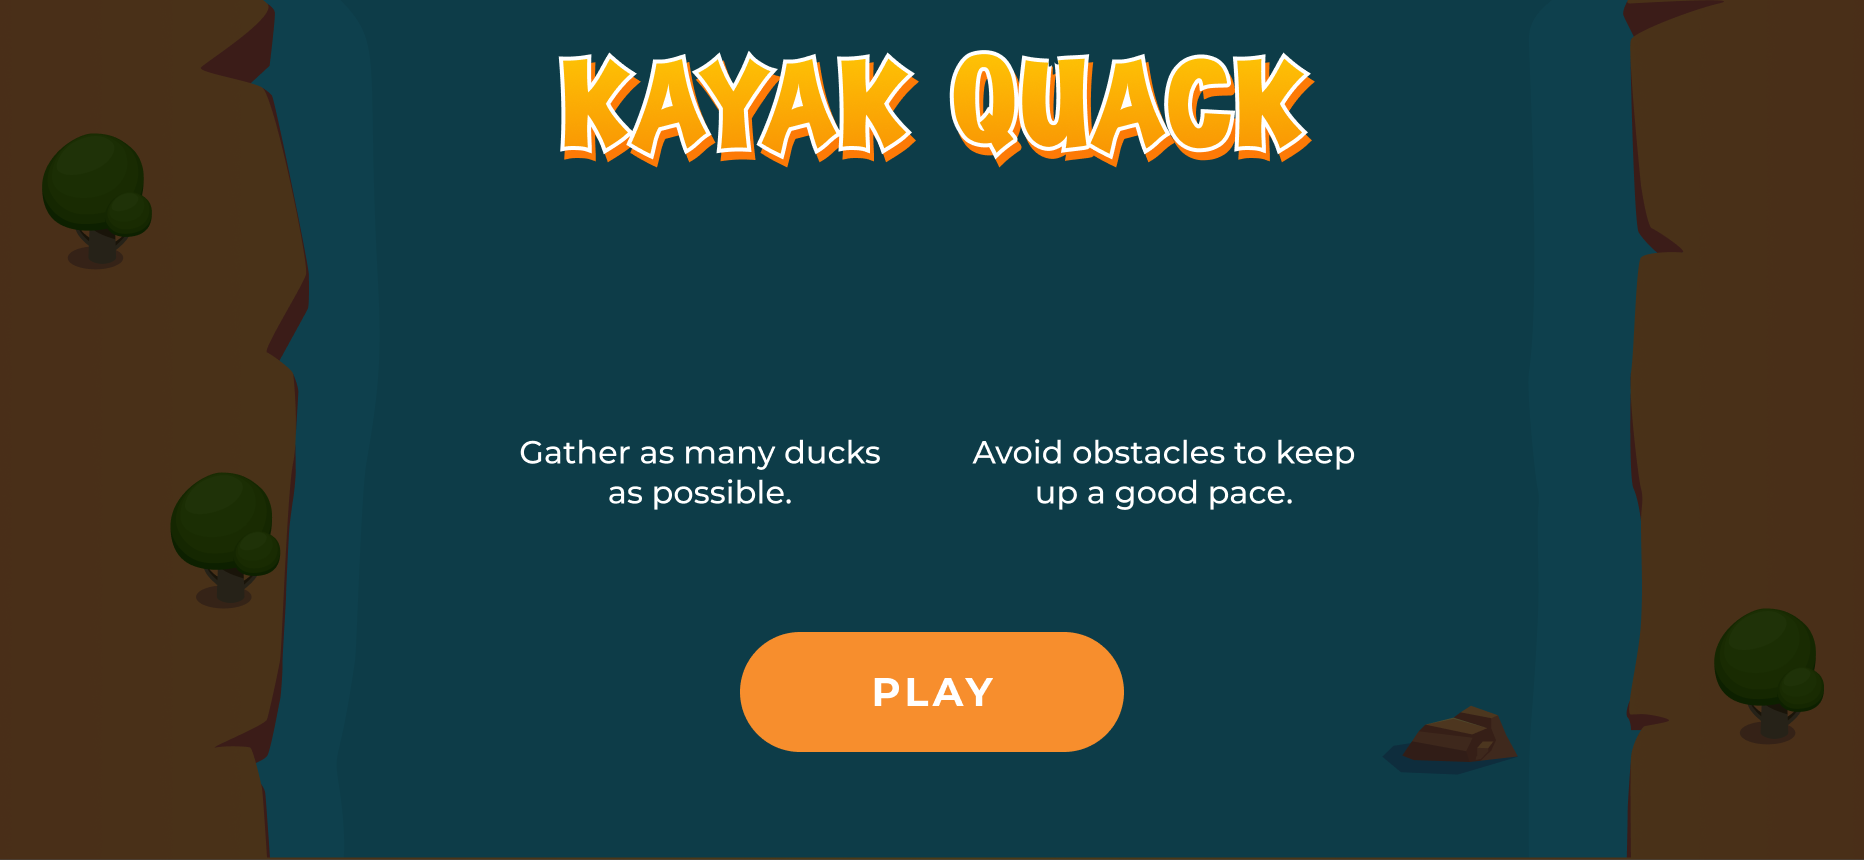 KAYAK QUACK
Gather as many ducks
as possible.
Avoid obstacles to keep
up a good pace.
PLAY